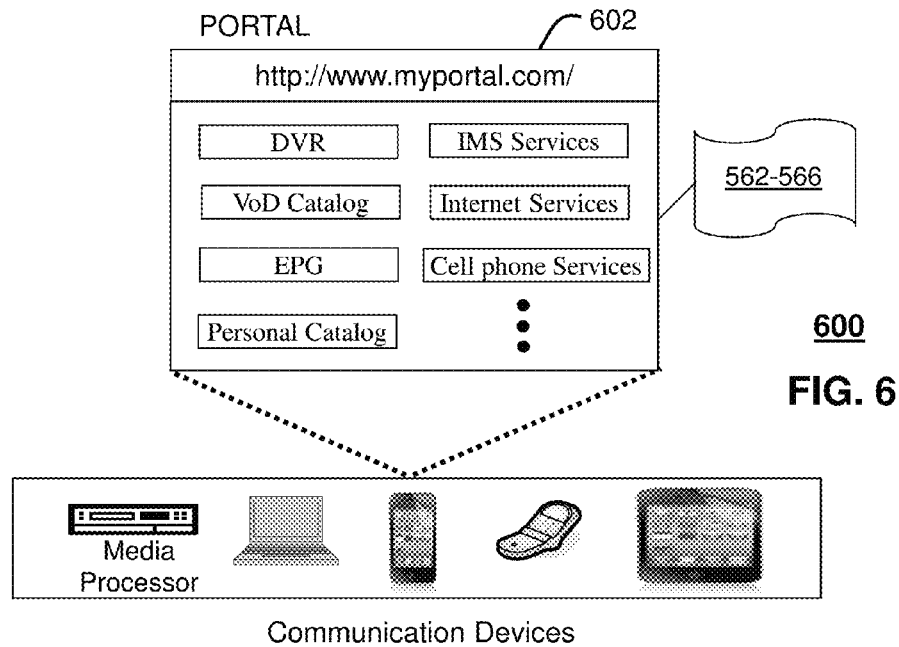 PORTAL
602
http://www.myportal.com/
DVR
IMS Services
VoD Catalog
Internet Services
EPG
Cell phone Services
Personal Catalog
562-566
600
FIG. 6
Media
Processor
Communication Devices